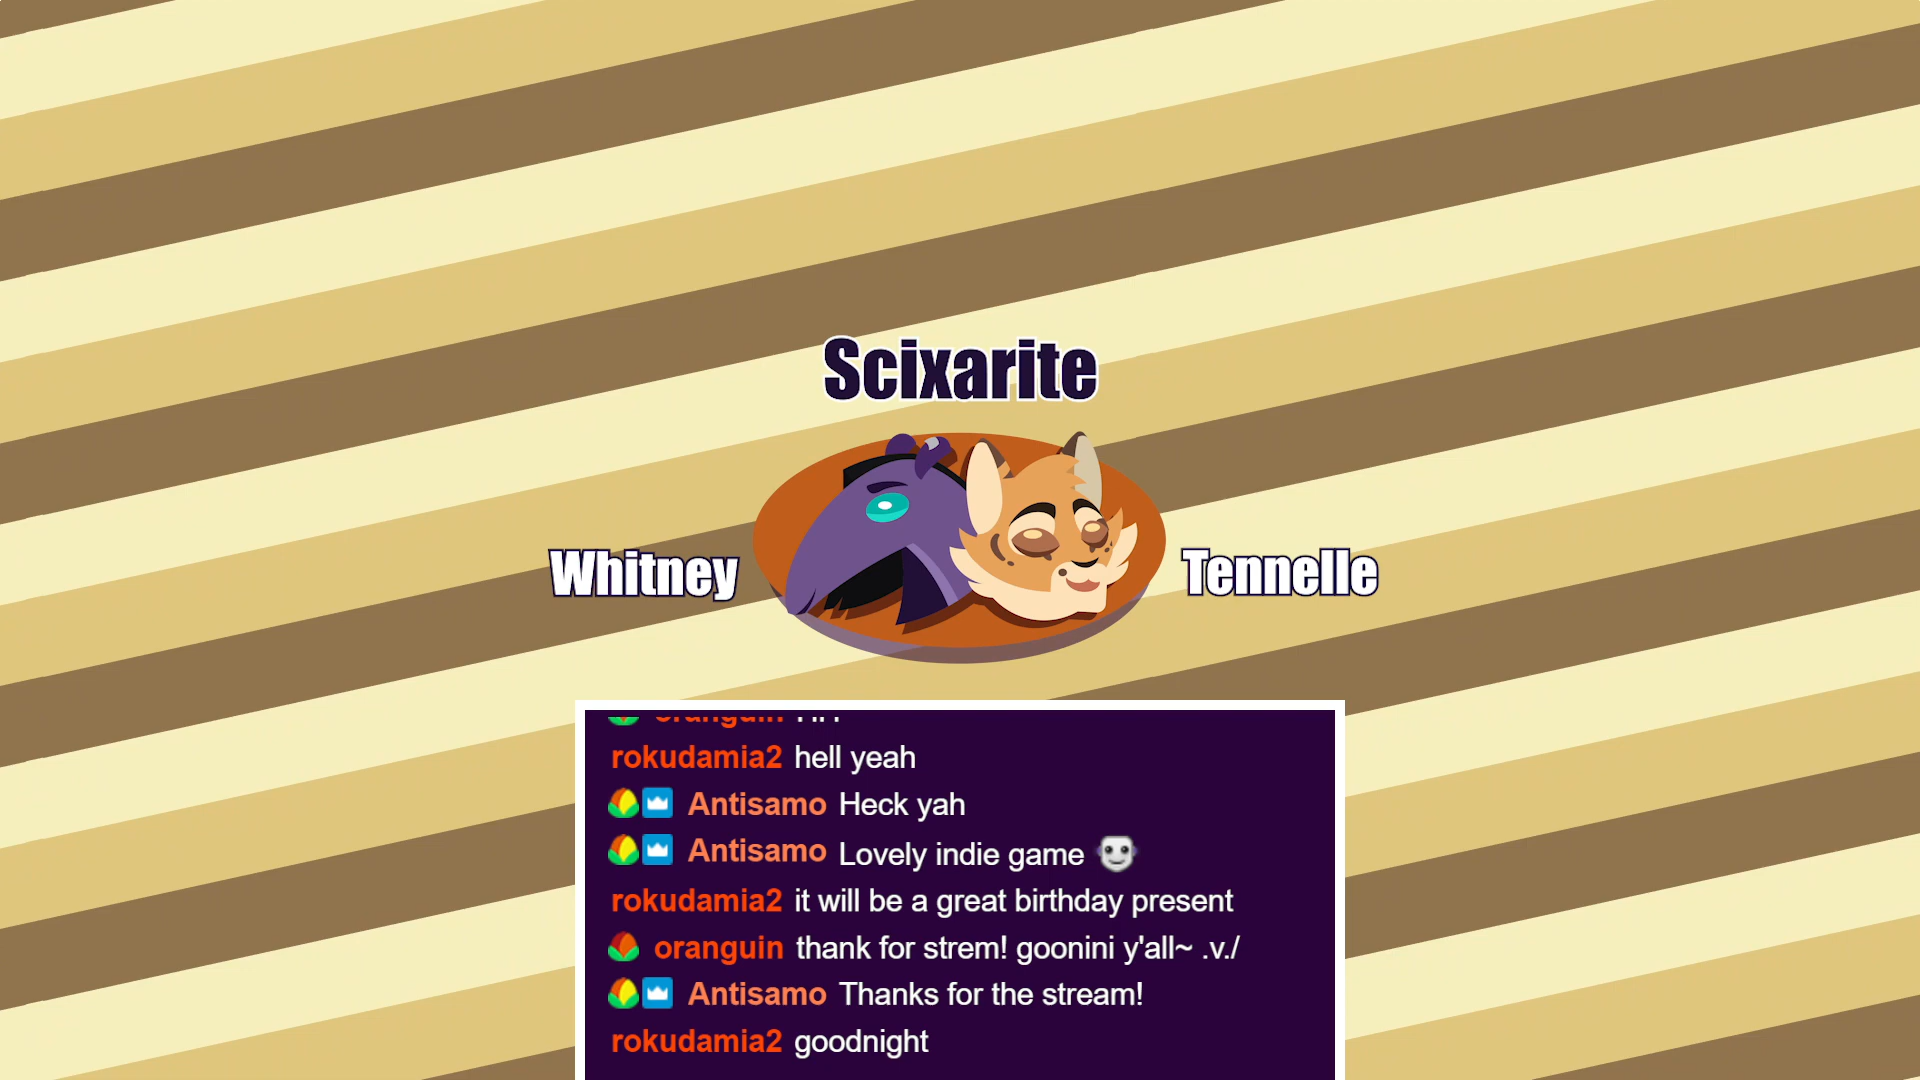 Scixarite
Whitney
Tennelle
oranguin
rokudamia2 hell yeah
Antisamo Heck yah
Antisamo Lovely indie game
rokudamia2 it will be a great birthday present
oranguin thank for strem! goonini y'all~ .v./
Antisamo Thanks for the stream!
rokudamia2 goodnight